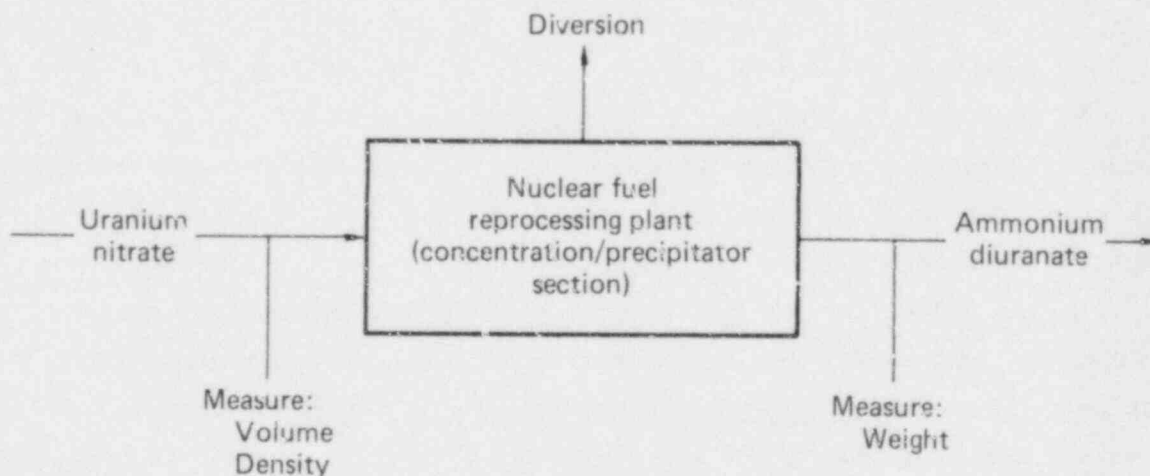 Diversion
Nuclear fuel
reprocessing plant
(concentration/precipitator
section)
Uranium
nitrate
Ammonium
diuranate
Measure:
Volume
Density
Measure:
Weight